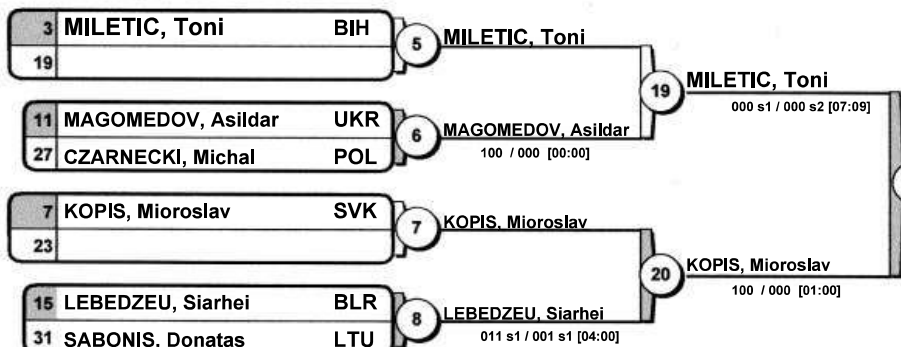 3 MILETIC, Toni BIH
19
5 MILETIC, Toni
11 MAGOMEDOV, Asildar UKR
27 CZARNECKI, Michal POL
6 MAGOMEDOV, Asildar
100 / 000 [00:00]
19 MILETIC, Toni
000 s1 / 000 s2 [07:09]
7 KOPIS, Mioroslav SVK
23
7 KOPIS, Mioroslav
15 LEBEDZEU, Siarhei BLR
31 SABONIS, Donatas LTU
8 LEBEDZEU, Siarhei
011 s1 / 001 s1 [04:00]
20 KOPIS, Mioroslav
100 / 000 [01:00]